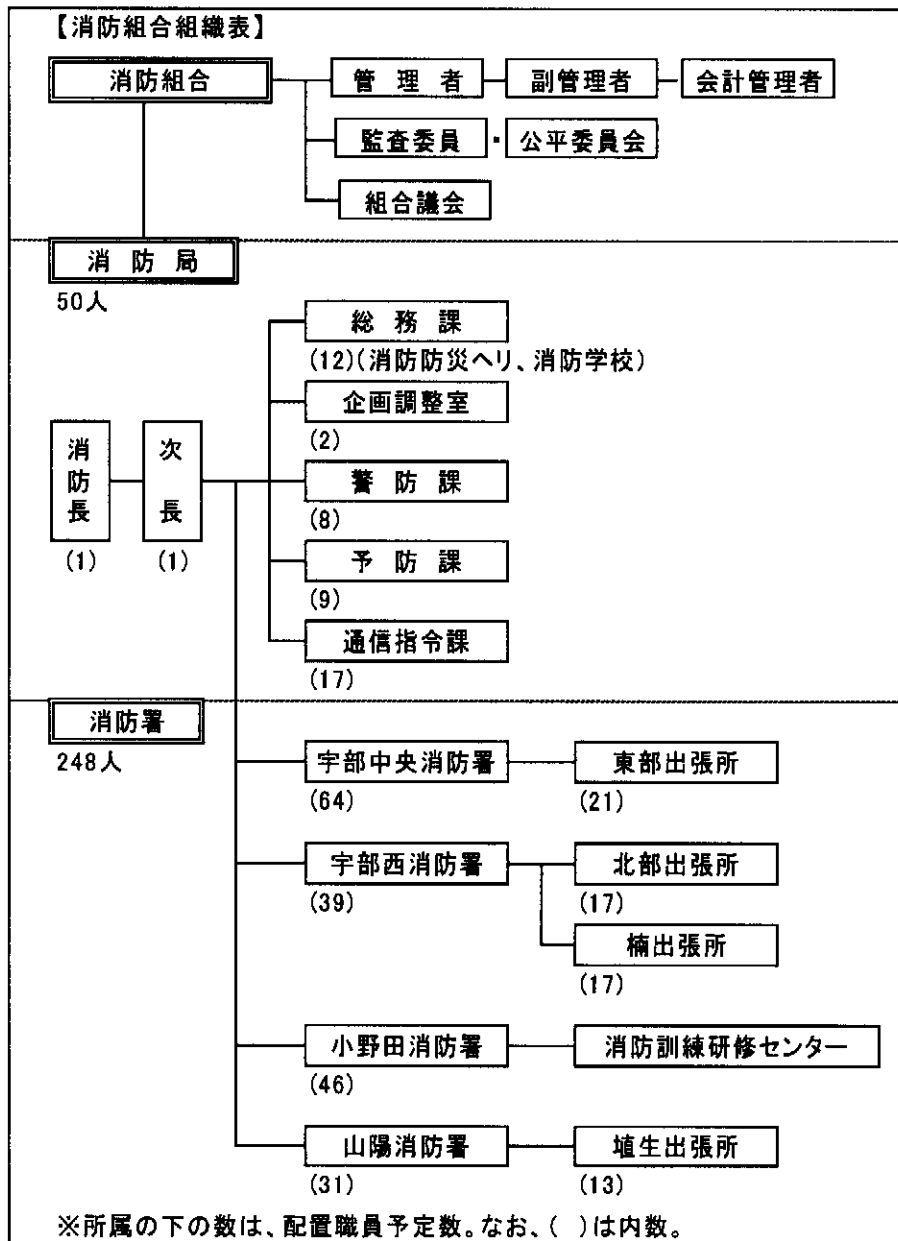 【消防組合組織表】
消防組合 管理者 副管理者 会計管理者
監査委員・公平委員会
組合議会
消防局
50人
総務課
(12)(消防防災ヘリ、消防学校)
企画調整室
(2)
消防長 次長 警防課
(1) (1) (8)
予防課
(9)
通信指令課
(17)
消防署
248人
宇部中央消防署 東部出張所
(64) (21)
宇部西消防署 北部出張所
(39) (17)
楠出張所
(17)
小野田消防署 消防訓練研修センター
(46)
山陽消防署 埴生出張所
(31) (13)
※所属の下の数は、配置職員予定数。なお、( )は内数。